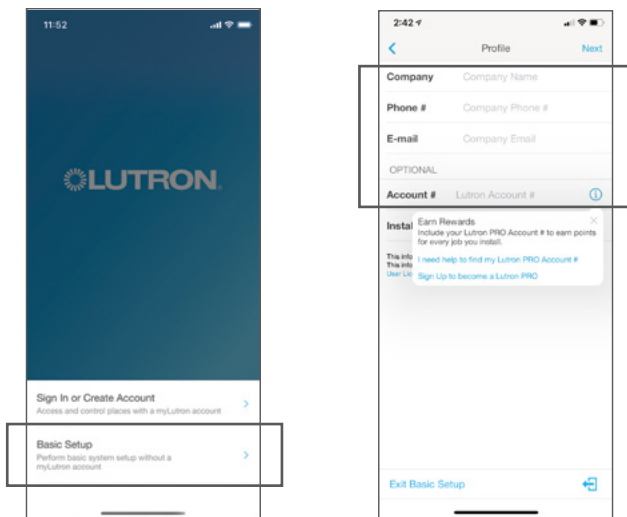 11:52
LUTRON
Sign In or Create Account
Access and control places with a myLutron account
Basic Setup
Perform basic system setup without a
myLutron account
2:42
Profile
Next
Company Company Name
Phone # Company Phone #
E-mail Company Email
OPTIONAL
Account # Lutron Account #
Instal
Earn Rewards
Include your Lutron PRO Account # to earn points
for every job you install.
I need help to find my Lutron PRO Account #
Sign Up to become a Lutron PRO
This info
This info
User Lic
Exit Basic Setup